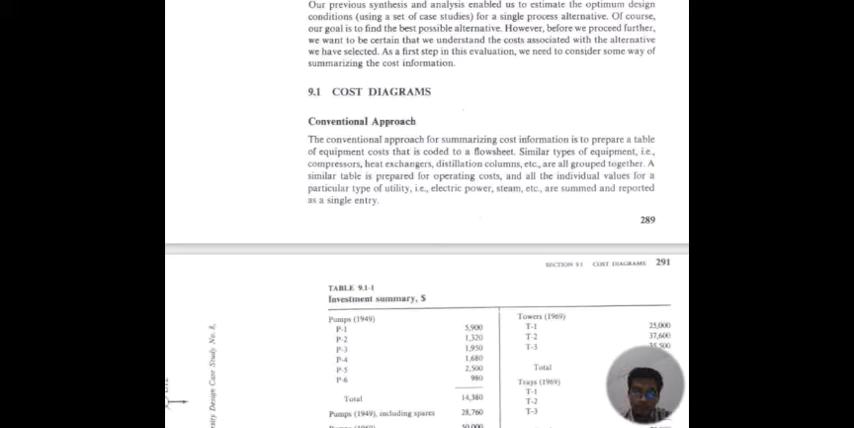 Our previous synthesis and analysis enabled us to estimate the optimum design
conditions (using a set of case studies) for a single process alternative. Of course,
our goal is to find the best possible alternative. However, before we proceed further,
we want to be certain that we understand the costs associated with the alternative
we have selected. As a first step in this evaluation, we need to consider some way of
summarizing the cost information.
9.1 COST DIAGRAMS
Conventional Approach
The conventional approach for summarizing cost information is to prepare a table
of equipment costs that is coded to a flowsheet. Similar types of equipment, i.e.,
compressors, heat exchangers, distillation columns, etc., are all grouped together. A
similar table is prepared for operating costs, and all the individual values for a
particular type of utility, i.e., electric power, steam, etc., are summed and reported
as a single entry.
289
SECTION 9.1 COST DIAGRAMS 291
TABLE 9.1-1
Investment summary, $
Pumps (1949)
P-1 5,900
P-2 1,320
P-3 1,950
P-4 1,680
P-5 2,500
P-6 980
Total 14,380
Pumps (1949), including spares 28,760
Towers (1969)
T-1 25,000
T-2 37,600
T-3
Total
Trays (1969)
T-1
T-2
T-3
Design Case Study No. 8,